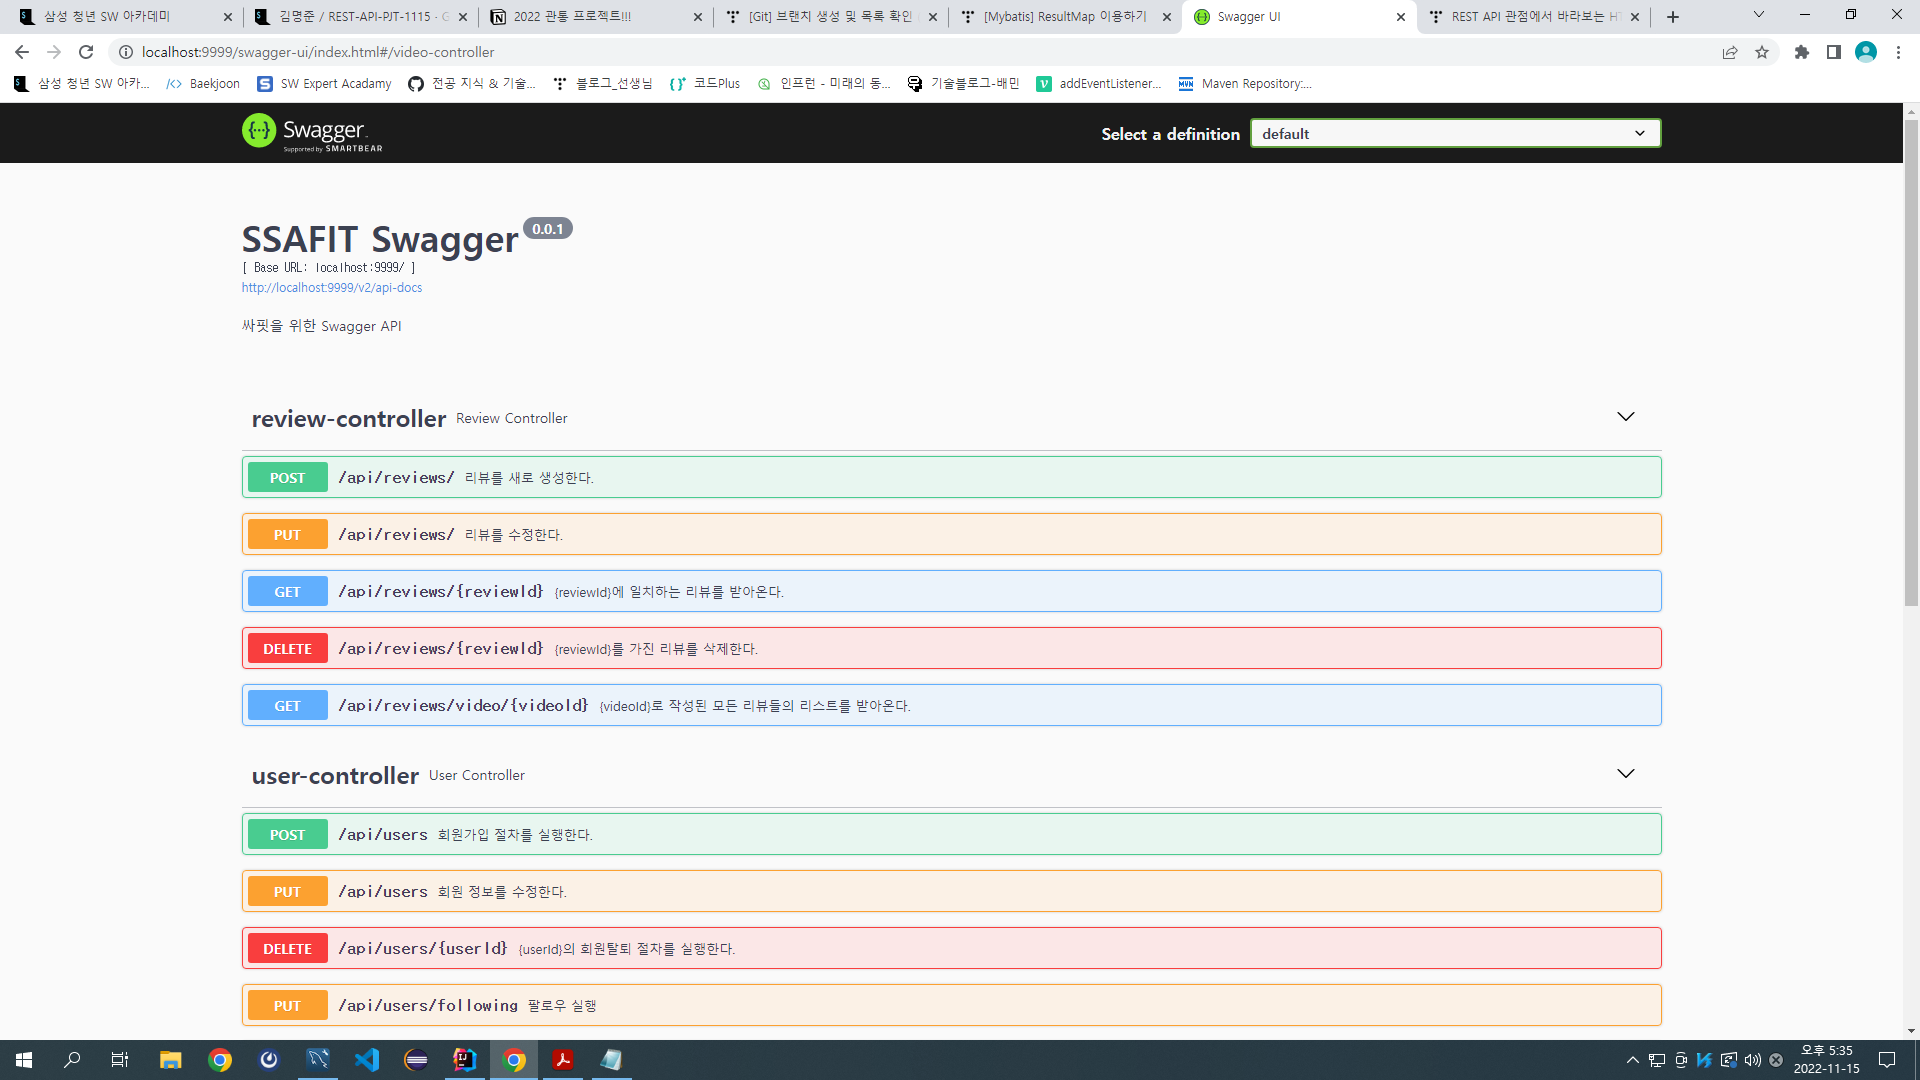 삼성 청년 SW 아카데미
김명준 / REST-API-PJT-1115 · G
2022 관통 프로젝트!!!
[Git] 브랜치 생성 및 목록 확인
[Mybatis] ResultMap 이용하기
Swagger UI
REST API 관점에서 바라보는 HT
localhost:9999/swagger-ui/index.html#/video-controller
삼성 청년 SW 아카...
Baekjoon
SW Expert Acadamy
전공 지식 & 기술...
블로그_선생님
코드Plus
인프런 - 미래의 동...
기술블로그-배민
addEventListener...
Maven Repository:...
Swagger
Supported by SMARTBEAR
Select a definition
default
SSAFIT Swagger 0.0.1
[ Base URL: localhost:9999/ ]
http://localhost:9999/v2/api-docs
싸핏을 위한 Swagger API
review-controller Review Controller
POST /api/reviews/ 리뷰를 새로 생성한다.
PUT /api/reviews/ 리뷰를 수정한다.
GET /api/reviews/{reviewId} {reviewId}에 일치하는 리뷰를 받아온다.
DELETE /api/reviews/{reviewId} {reviewId}를 가진 리뷰를 삭제한다.
GET /api/reviews/video/{videoId} {videoId}로 작성된 모든 리뷰들의 리스트를 받아온다.
user-controller User Controller
POST /api/users 회원가입 절차를 실행한다.
PUT /api/users 회원 정보를 수정한다.
DELETE /api/users/{userId} {userId}의 회원탈퇴 절차를 실행한다.
PUT /api/users/following 팔로우 실행
오후 5:35
2022-11-15